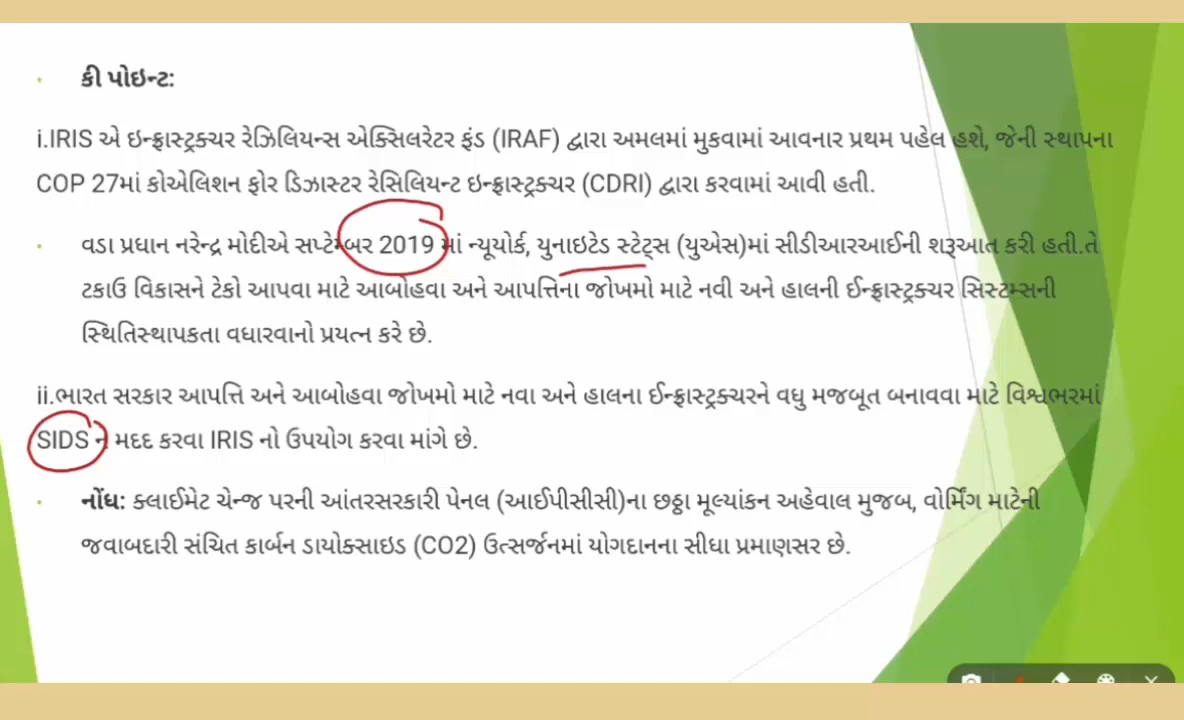 • કી પોઇન્ટ:
i.IRIS એ ઇન્ફ્રાસ્ટ્રક્ચર રેઝિલિયન્સ એક્સિલરેટર ફંડ (IRAF) દ્વારા અમલમાં મુકવામાં આવનાર પ્રથમ પહેલ હશે, જેની સ્થાપના
COP 27માં કોએલિશન ફોર ડિઝાસ્ટર રેસિલિયન્ટ ઇન્ફ્રાસ્ટ્રક્ચર (CDRI) દ્વારા કરવામાં આવી હતી.
• વડા પ્રધાન નરેન્દ્ર મોદીએ સપ્ટેમ્બર 2019 માં ન્યૂયોર્ક, યુનાઇટેડ સ્ટેટ્સ (યુએસ)માં સીડીઆરઆઈની શરૂઆત કરી હતી.તે
ટકાઉ વિકાસને ટેકો આપવા માટે આબોહવા અને આપત્તિના જોખમો માટે નવી અને હાલની ઈન્ફ્રાસ્ટ્રક્ચર સિસ્ટમ્સની
સ્થિતિસ્થાપકતા વધારવાનો પ્રયત્ન કરે છે.
ii.ભારત સરકાર આપત્તિ અને આબોહવા જોખમો માટે નવા અને હાલના ઈન્ફ્રાસ્ટ્રક્ચરને વધુ મજબૂત બનાવવા માટે વિશ્વભરમાં
SIDS ને મદદ કરવા IRIS નો ઉપયોગ કરવા માંગે છે.
• નોંધ: ક્લાઈમેટ ચેન્જ પરની આંતરસરકારી પેનલ (આઈપીસીસી)ના છઠ્ઠા મૂલ્યાંકન અહેવાલ મુજબ, વોર્મિંગ માટેની
જવાબદારી સંચિત કાર્બન ડાયોક્સાઇડ (CO2) ઉત્સર્જનમાં યોગદાનના સીધા પ્રમાણસર છે.